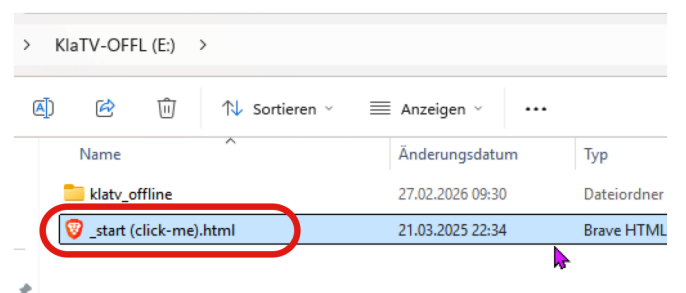 > KlaTV-OFFL (E:) >
Sortieren Anzeigen ...
Name Änderungsdatum Typ
klatv_offline 27.02.2026 09:30 Dateiordner
_start (click-me).html 21.03.2025 22:34 Brave HTML